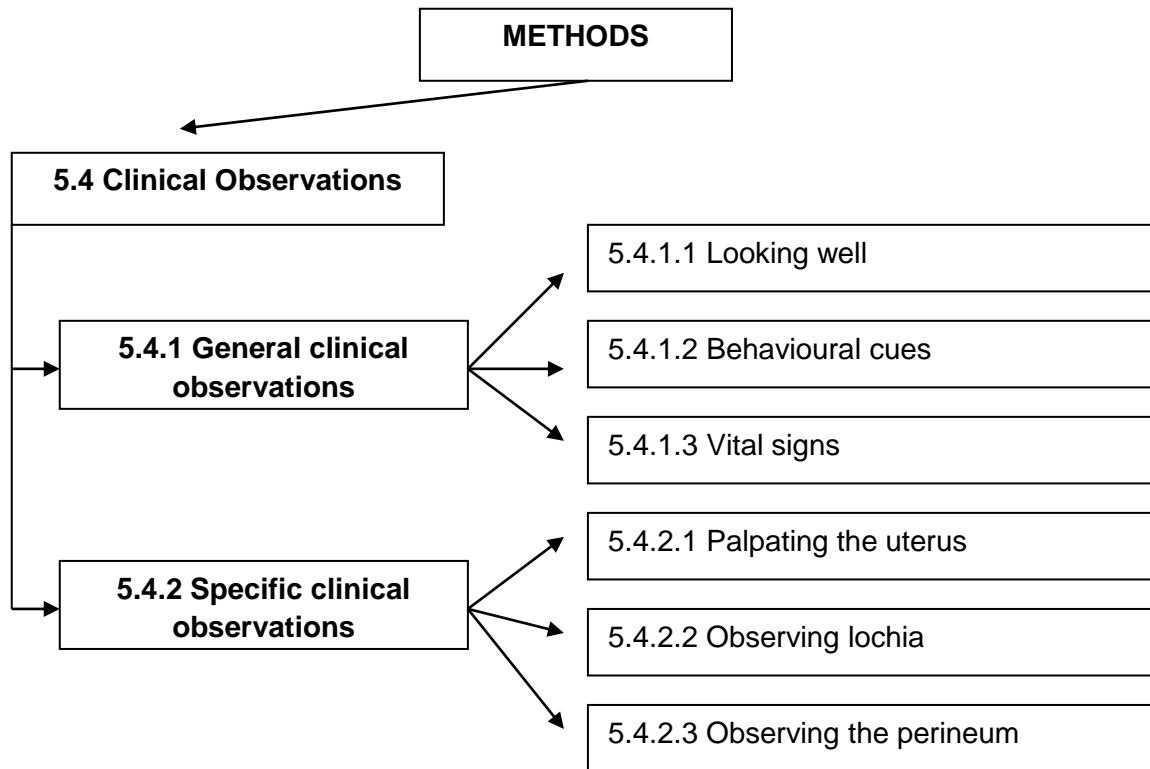 METHODS
5.4 Clinical Observations
5.4.1 General clinical
observations
5.4.1.1 Looking well
5.4.1.2 Behavioural cues
5.4.1.3 Vital signs
5.4.2 Specific clinical
observations
5.4.2.1 Palpating the uterus
5.4.2.2 Observing lochia
5.4.2.3 Observing the perineum